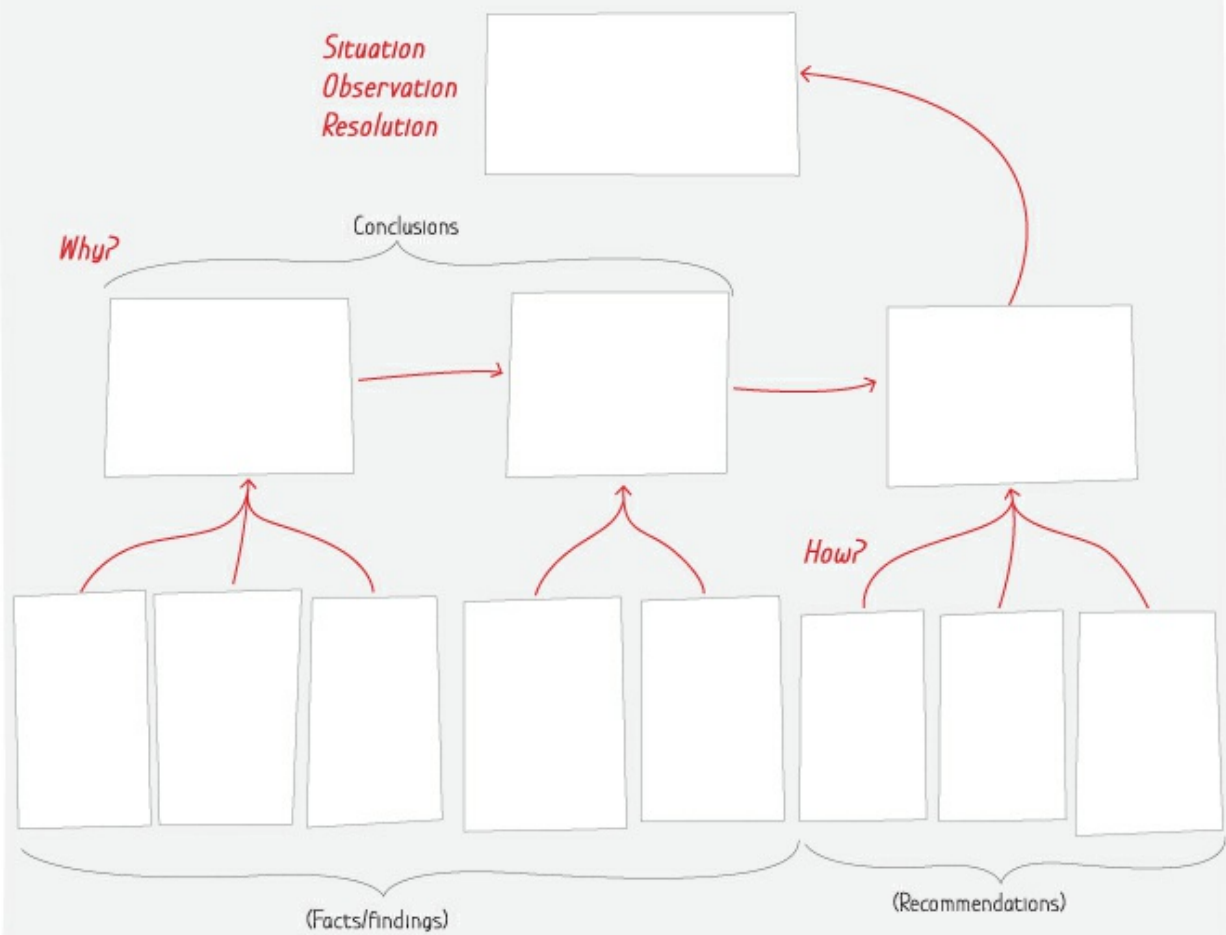 Situation
Observation
Resolution
Conclusions
Why?
How?
(Facts/findings)
(Recommendations)